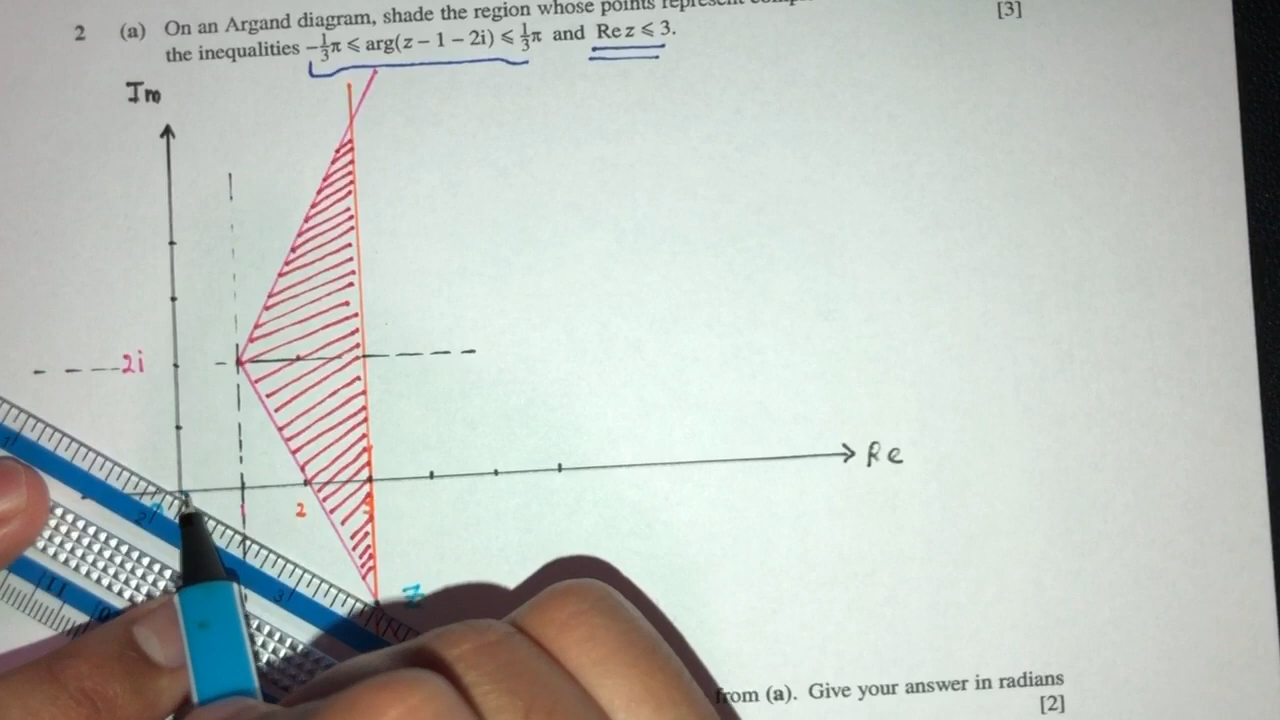 2 (a) On an Argand diagram, shade the region whose points represent
[3]
the inequalities −⅓π ⩽ arg(z − 1 − 2i) ⩽ ⅓π and Re z ⩽ 3.
Im
2i
Re
2
3
z
from (a). Give your answer in radians
[2]